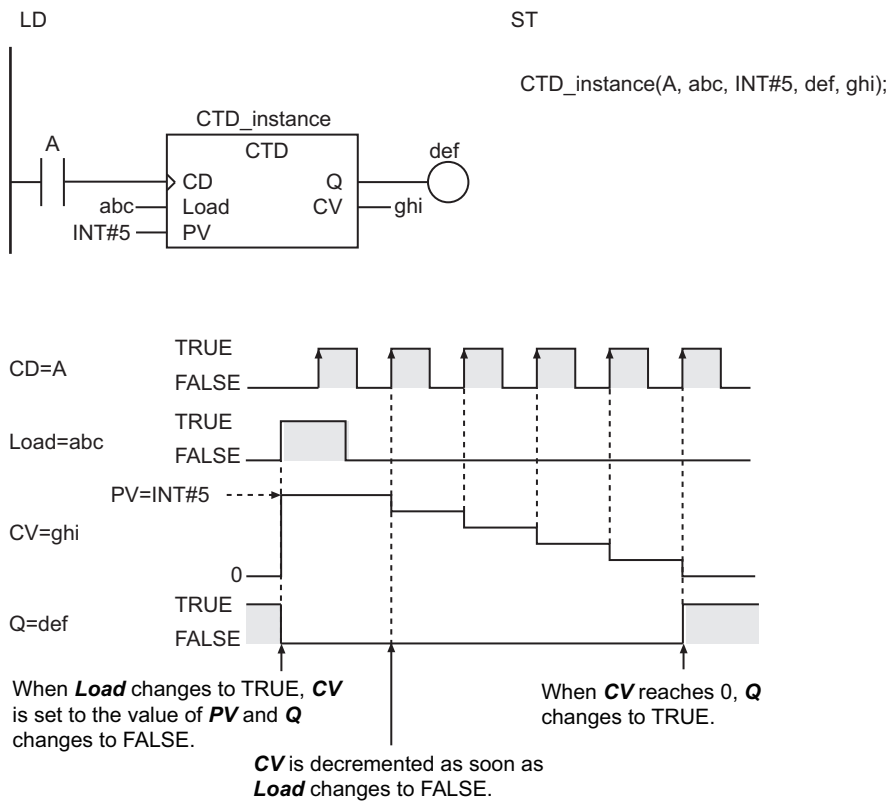 LD
ST
CTD_instance(A, abc, INT#5, def, ghi);
CTD_instance
A
CTD
def
CD
Q
abc
Load
CV
ghi
INT#5
PV
CD=A
TRUE
FALSE
Load=abc
TRUE
FALSE
PV=INT#5
CV=ghi
0
Q=def
TRUE
FALSE
When Load changes to TRUE, CV
is set to the value of PV and Q
changes to FALSE.
When CV reaches 0, Q
changes to TRUE.
CV is decremented as soon as
Load changes to FALSE.